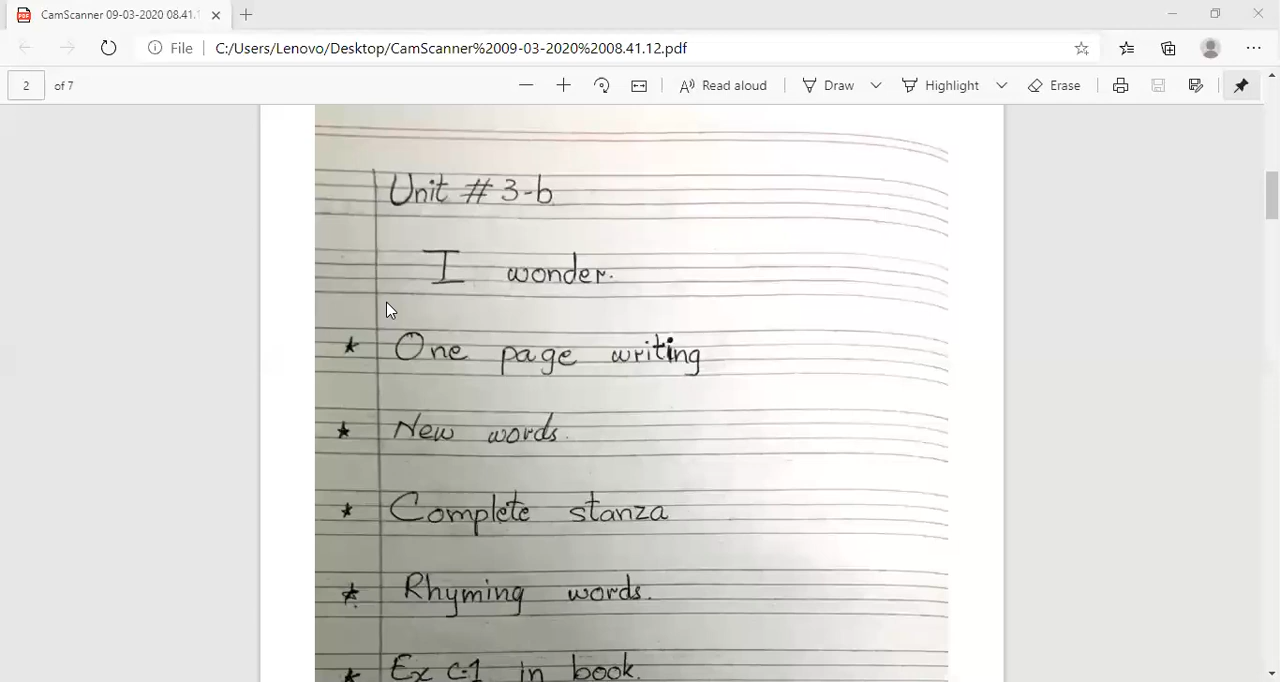 CamScanner 09-03-2020 08.41.1
File C:/Users/Lenovo/Desktop/CamScanner%2009-03-2020%2008.41.12.pdf
2 of 7 Read aloud Draw Highlight Erase
Unit # 3-b
I wonder.
★ One page writing
★ New words.
★ Complete stanza
★ Rhyming words.
★ Ex C-1 in book.